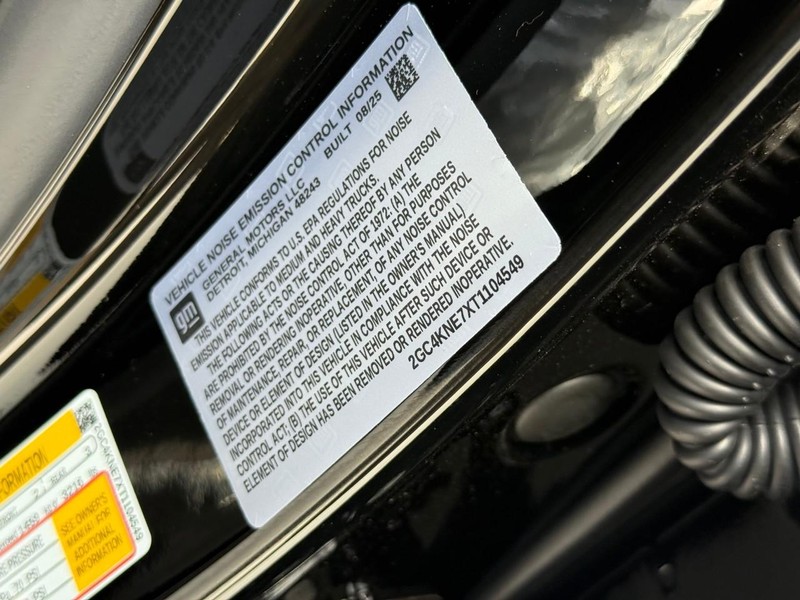 VEHICLE NOISE EMISSION CONTROL INFORMATION
gm
GENERAL MOTORS LLC
DETROIT, MICHIGAN 48243 BUILT 08/25
THIS VEHICLE CONFORMS TO U.S. EPA REGULATIONS FOR NOISE
EMISSION APPLICABLE TO MEDIUM AND HEAVY TRUCKS.
THE FOLLOWING ACTS OR THE CAUSING THEREOF BY ANY PERSON
ARE PROHIBITED BY THE NOISE CONTROL ACT OF 1972: (A) THE
REMOVAL OR RENDERING INOPERATIVE, OTHER THAN FOR PURPOSES
OF MAINTENANCE, REPAIR, OR REPLACEMENT, OF ANY NOISE CONTROL
DEVICE OR ELEMENT OF DESIGN (LISTED IN THE OWNER'S MANUAL)
INCORPORATED INTO THIS VEHICLE IN COMPLIANCE WITH THE NOISE
CONTROL ACT; (B) THE USE OF THIS VEHICLE AFTER SUCH DEVICE OR
ELEMENT OF DESIGN HAS BEEN REMOVED OR RENDERED INOPERATIVE.
2GC4KNE7XT1104549
SEE OWNER'S
MANUAL FOR
ADDITIONAL
INFORMATION
2GC4KNE7XT1104549